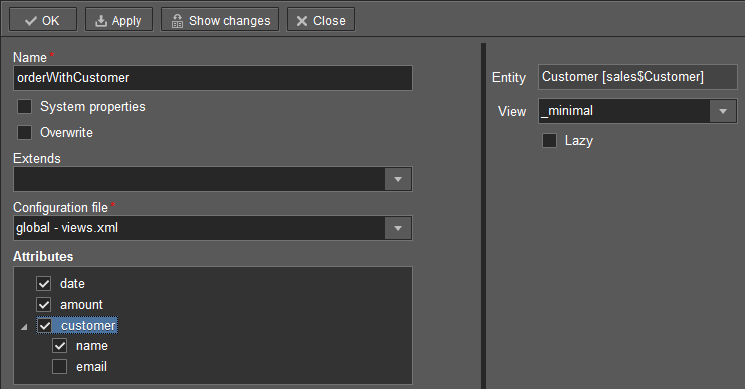 OK Apply Show changes Close
Name *
orderWithCustomer
System properties
Overwrite
Extends
Configuration file *
global - views.xml
Attributes
date
amount
customer
name
email
Entity Customer [sales$Customer]
View _minimal
Lazy